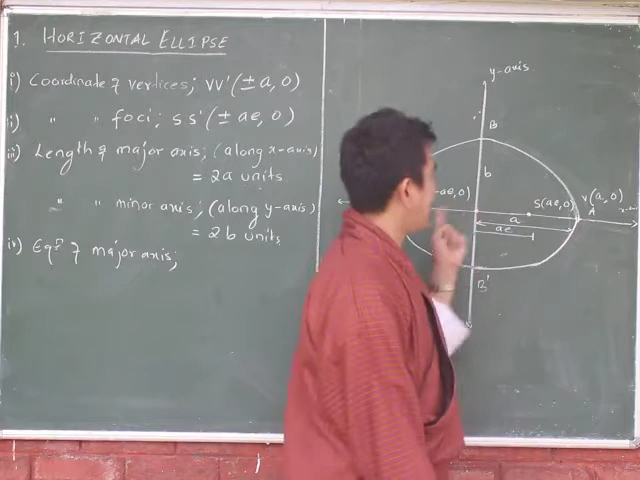 1. HORIZONTAL ELLIPSE
i) Coordinate of vertices; VV'(±a, 0)
ii) " " foci; SS'(±ae, 0)
iii) Length of major axis; (along x-axis)
= 2a units
" " minor axis; (along y-axis)
= 2b units
iv) Eqn of major axis;
y-axis
B
b
-ae, 0)
S(ae, 0)
V(a, 0)
A
a
ae
B'